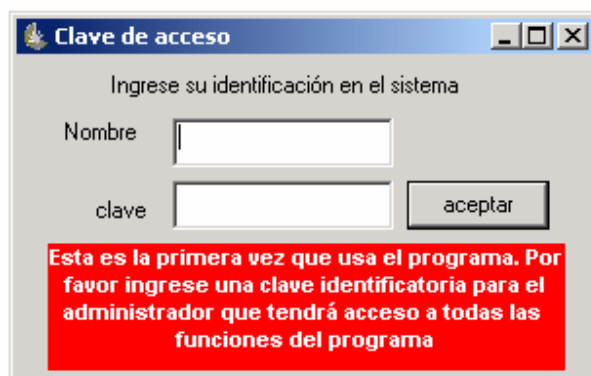 Clave de acceso
Ingrese su identificación en el sistema
Nombre
clave
aceptar
Esta es la primera vez que usa el programa. Por
favor ingrese una clave identificatoria para el
administrador que tendrá acceso a todas las
funciones del programa